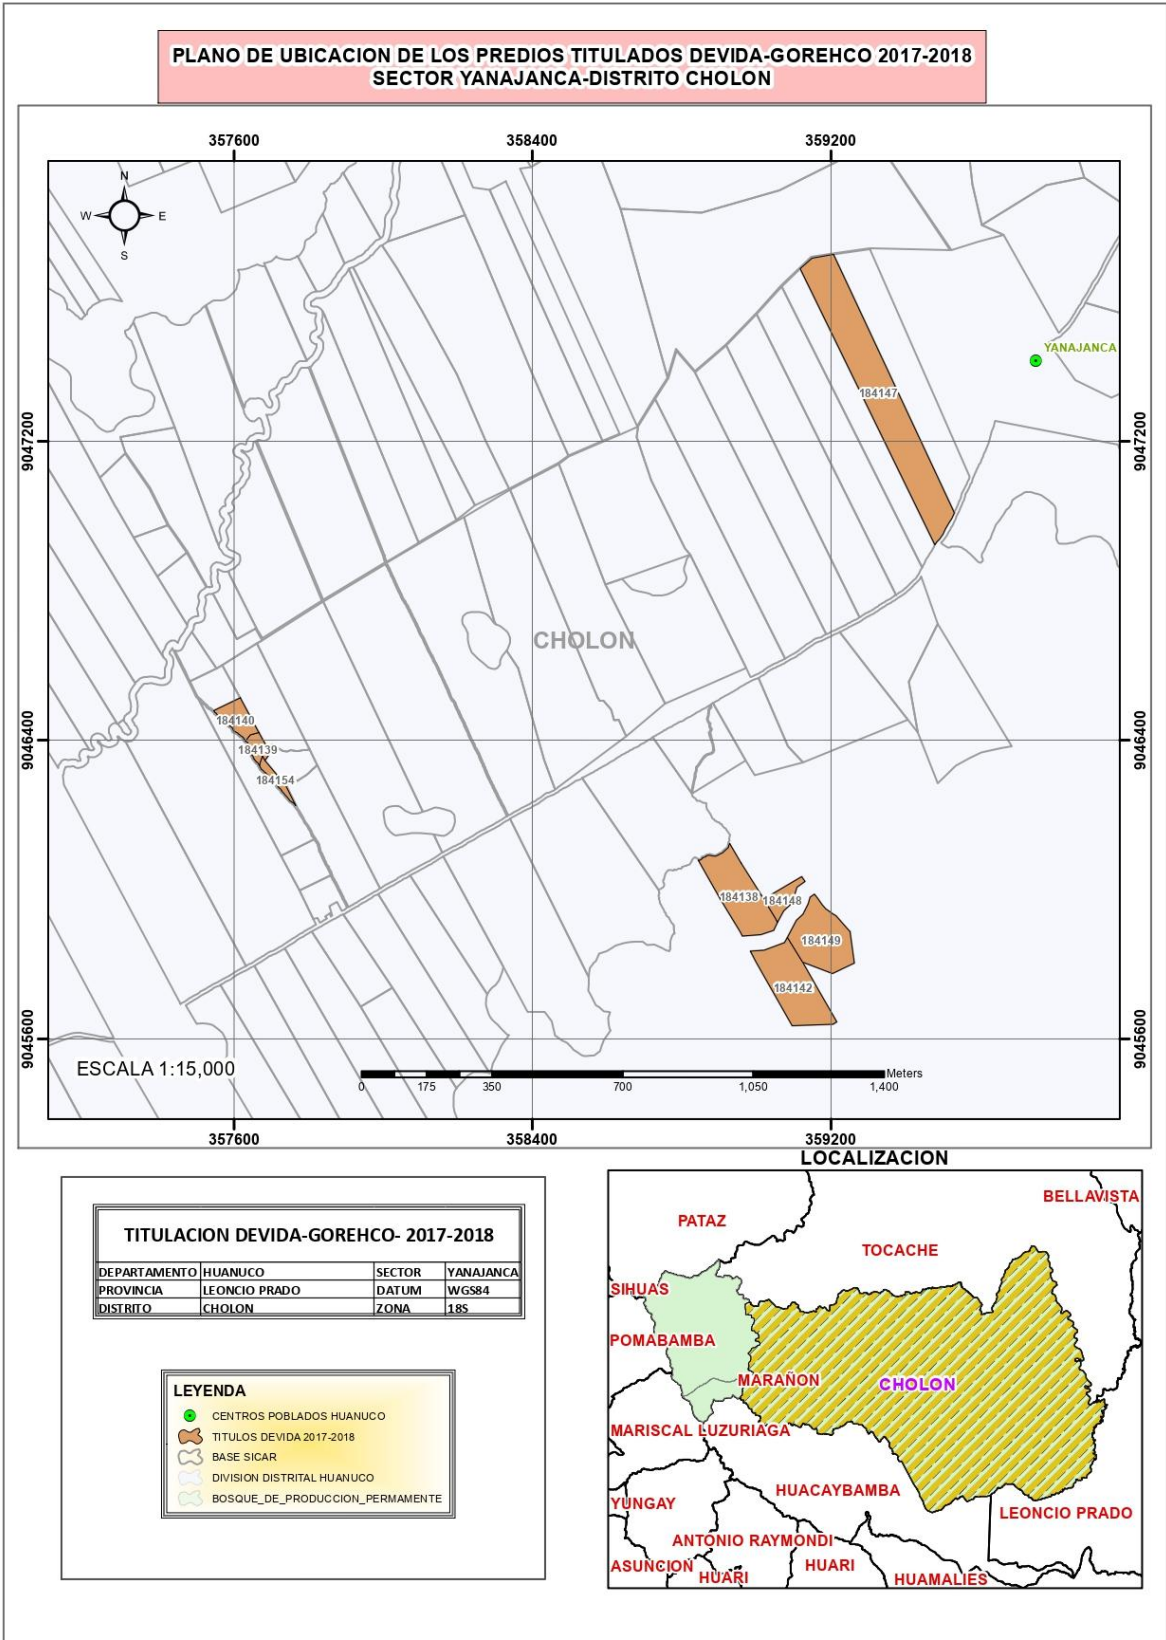 PLANO DE UBICACION DE LOS PREDIOS TITULADOS DEVIDA-GOREHCO 2017-2018
SECTOR YANAJANCA-DISTRITO CHOLON
357600 358400 359200
N
W E
S
YANAJANCA
184147
9047200 9047200
CHOLON
184140
184139
184154
9046400 9046400
184138
184148
184149
184142
9045600 9045600
ESCALA 1:15,000
Meters
0 175 350 700 1,050 1,400
357600 358400 359200
TITULACION DEVIDA-GOREHCO- 2017-2018
DEPARTAMENTO HUANUCO SECTOR YANAJANCA
PROVINCIA LEONCIO PRADO DATUM WGS84
DISTRITO CHOLON ZONA 18S
LEYENDA
CENTROS POBLADOS HUANUCO
TITULOS DEVIDA 2017-2018
BASE SICAR
DIVISION DISTRITAL HUANUCO
BOSQUE_DE_PRODUCCION_PERMAMENTE
LOCALIZACION
BELLAVISTA
PATAZ
TOCACHE
SIHUAS
POMABAMBA
MARAÑON
CHOLON
MARISCAL LUZURIAGA
HUACAYBAMBA
YUNGAY
LEONCIO PRADO
ANTONIO RAYMONDI
ASUNCION
HUARI
HUARI
HUAMALIES